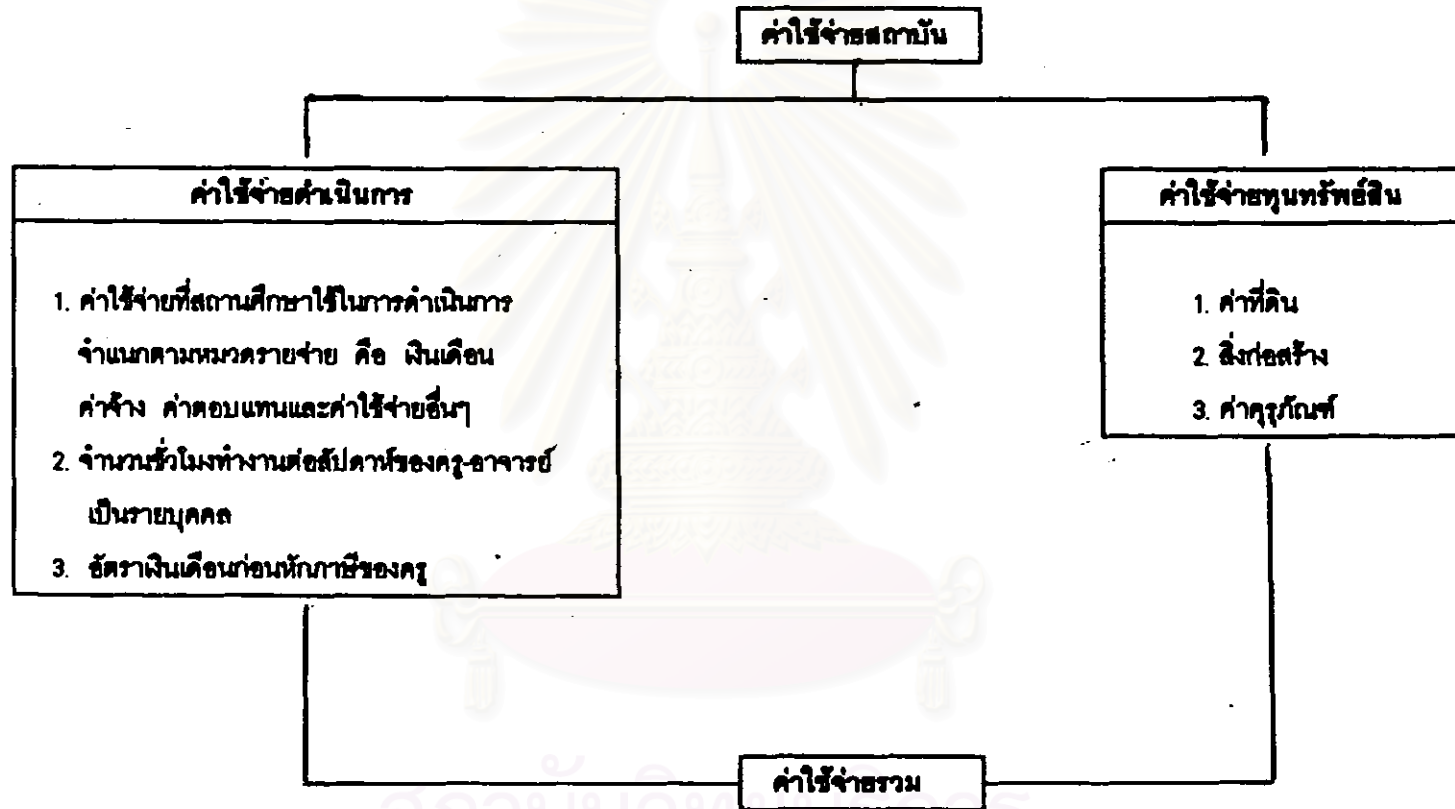 ค่าใช้จ่ายสถาบัน
ค่าใช้จ่ายดำเนินการ
1. ค่าใช้จ่ายที่สถานศึกษาใช้ในการดำเนินการ
จำแนกตามหมวดรายจ่าย คือ เงินเดือน
ค่าจ้าง ค่าตอบแทนและค่าใช้จ่ายอื่นๆ
2. จำนวนชั่วโมงทำงานต่อสัปดาห์ของครู-อาจารย์
เป็นรายบุคคล
3. อัตราเงินเดือนก่อนหักภาษีของครู
ค่าใช้จ่ายทุนทรัพย์สิน
1. ค่าที่ดิน
2. สิ่งก่อสร้าง
3. ค่าครุภัณฑ์
ค่าใช้จ่ายรวม